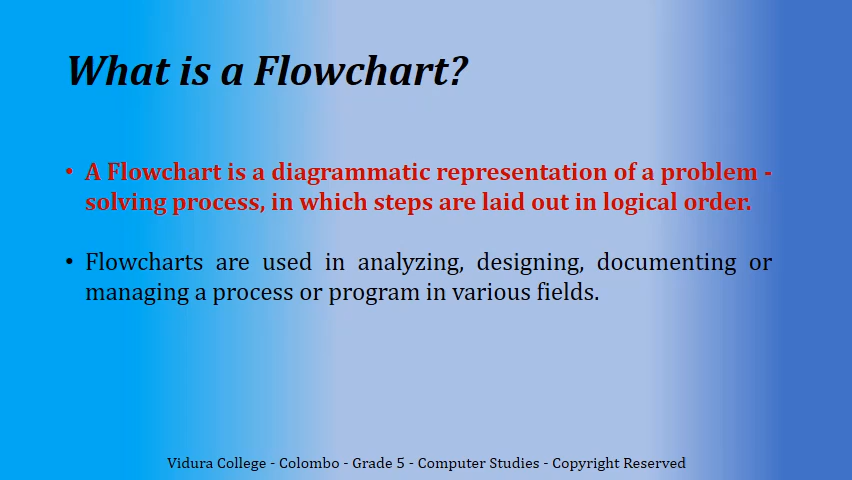 What is a Flowchart?
• A Flowchart is a diagrammatic representation of a problem -
solving process, in which steps are laid out in logical order.
• Flowcharts are used in analyzing, designing, documenting or
managing a process or program in various fields.
Vidura College - Colombo - Grade 5 - Computer Studies - Copyright Reserved